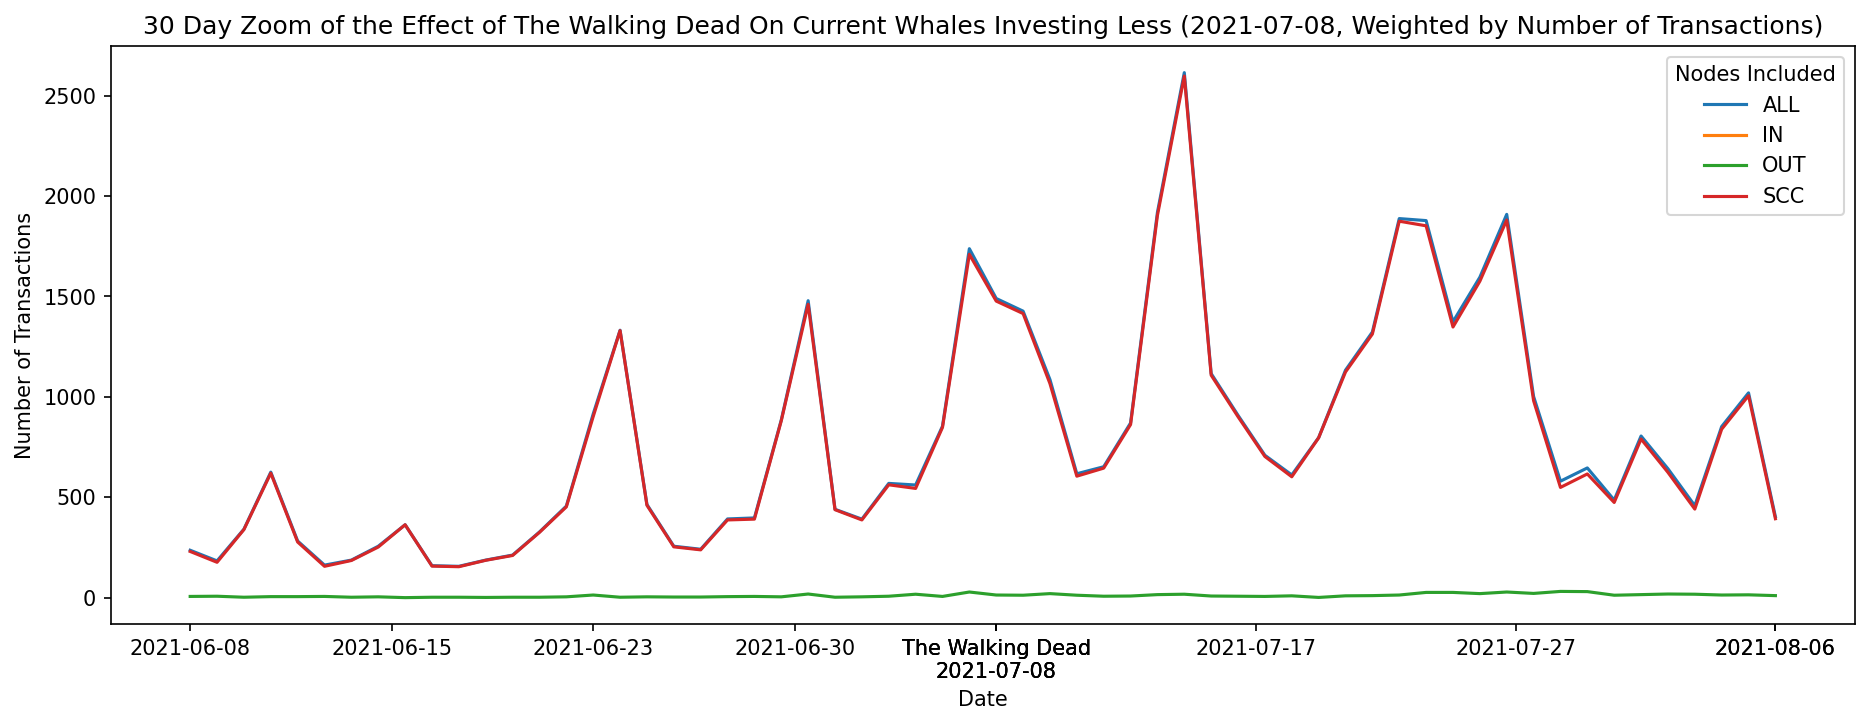 30 Day Zoom of the Effect of The Walking Dead On Current Whales Investing Less (2021-07-08, Weighted by Number of Transactions)
Nodes Included
ALL
IN
OUT
SCC
Number of Transactions
2500
2000
1500
1000
500
0
2021-06-08 2021-06-15 2021-06-23 2021-06-30 The Walking Dead 2021-07-17 2021-07-27 2021-08-06
2021-07-08
Date